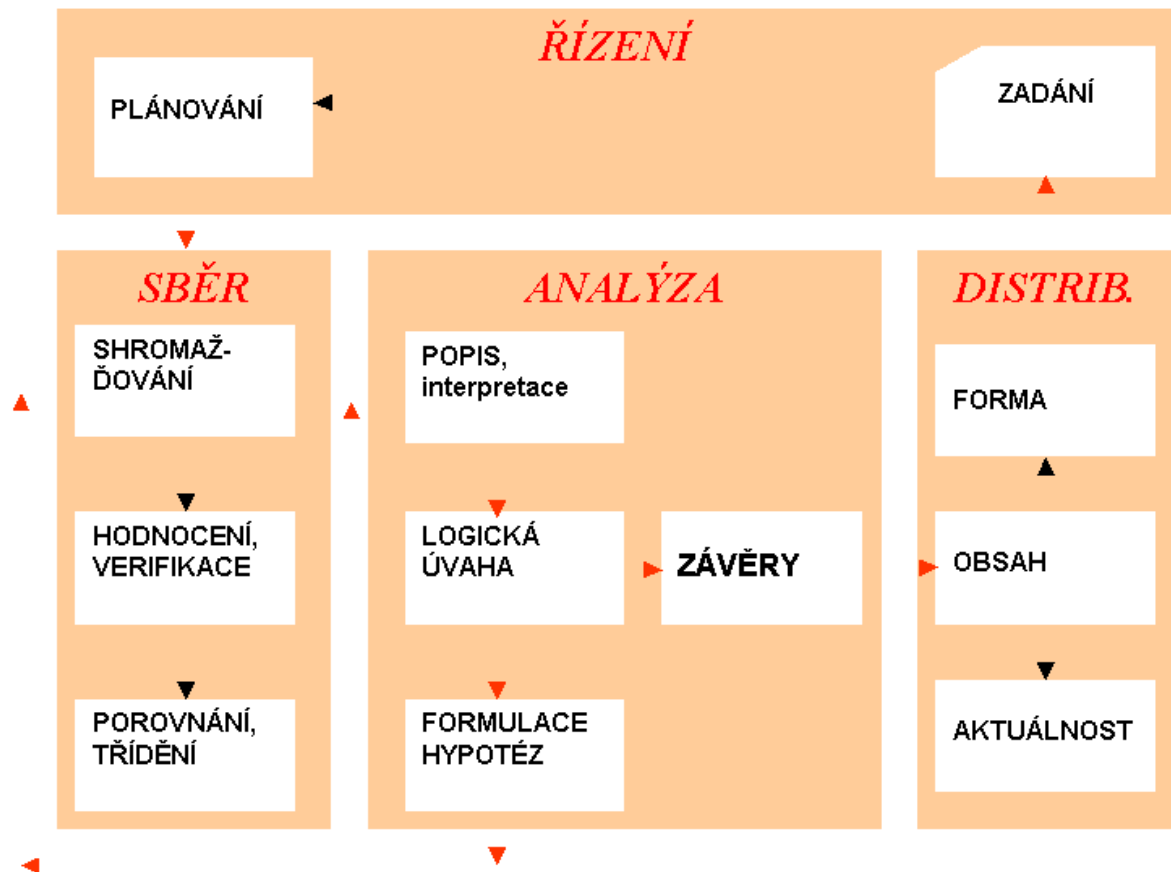 ŘÍZENÍ
PLÁNOVÁNÍ
ZADÁNÍ
SBĚR
SHROMAŽ-
ĎOVÁNÍ
HODNOCENÍ,
VERIFIKACE
POROVNÁNÍ,
TŘÍDĚNÍ
ANALÝZA
POPIS,
interpretace
LOGICKÁ
ÚVAHA
ZÁVĚRY
FORMULACE
HYPOTÉZ
DISTRIB.
FORMA
OBSAH
AKTUÁLNOST